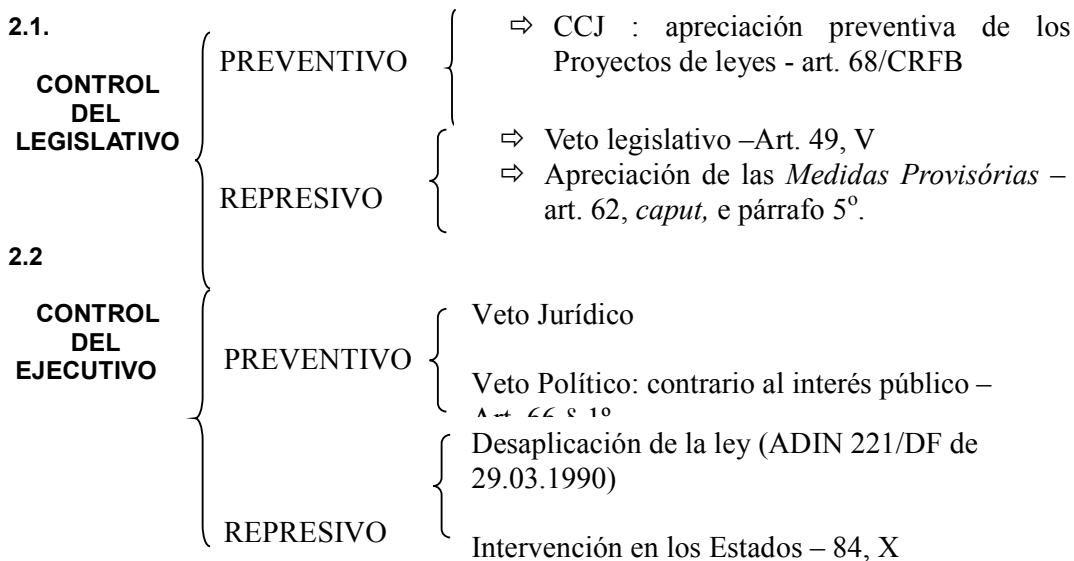 2.1.
CONTROL
DEL
LEGISLATIVO
PREVENTIVO
⇨ CCJ : apreciación preventiva de los
Proyectos de leyes - art. 68/CRFB
REPRESIVO
⇨ Veto legislativo –Art. 49, V
⇨ Apreciación de las Medidas Provisórias –
art. 62, caput, e párrafo 5º.
2.2
CONTROL
DEL
EJECUTIVO
PREVENTIVO
Veto Jurídico
Veto Político: contrario al interés público –
Art. 66 § 1º
REPRESIVO
Desaplicación de la ley (ADIN 221/DF de
29.03.1990)
Intervención en los Estados – 84, X